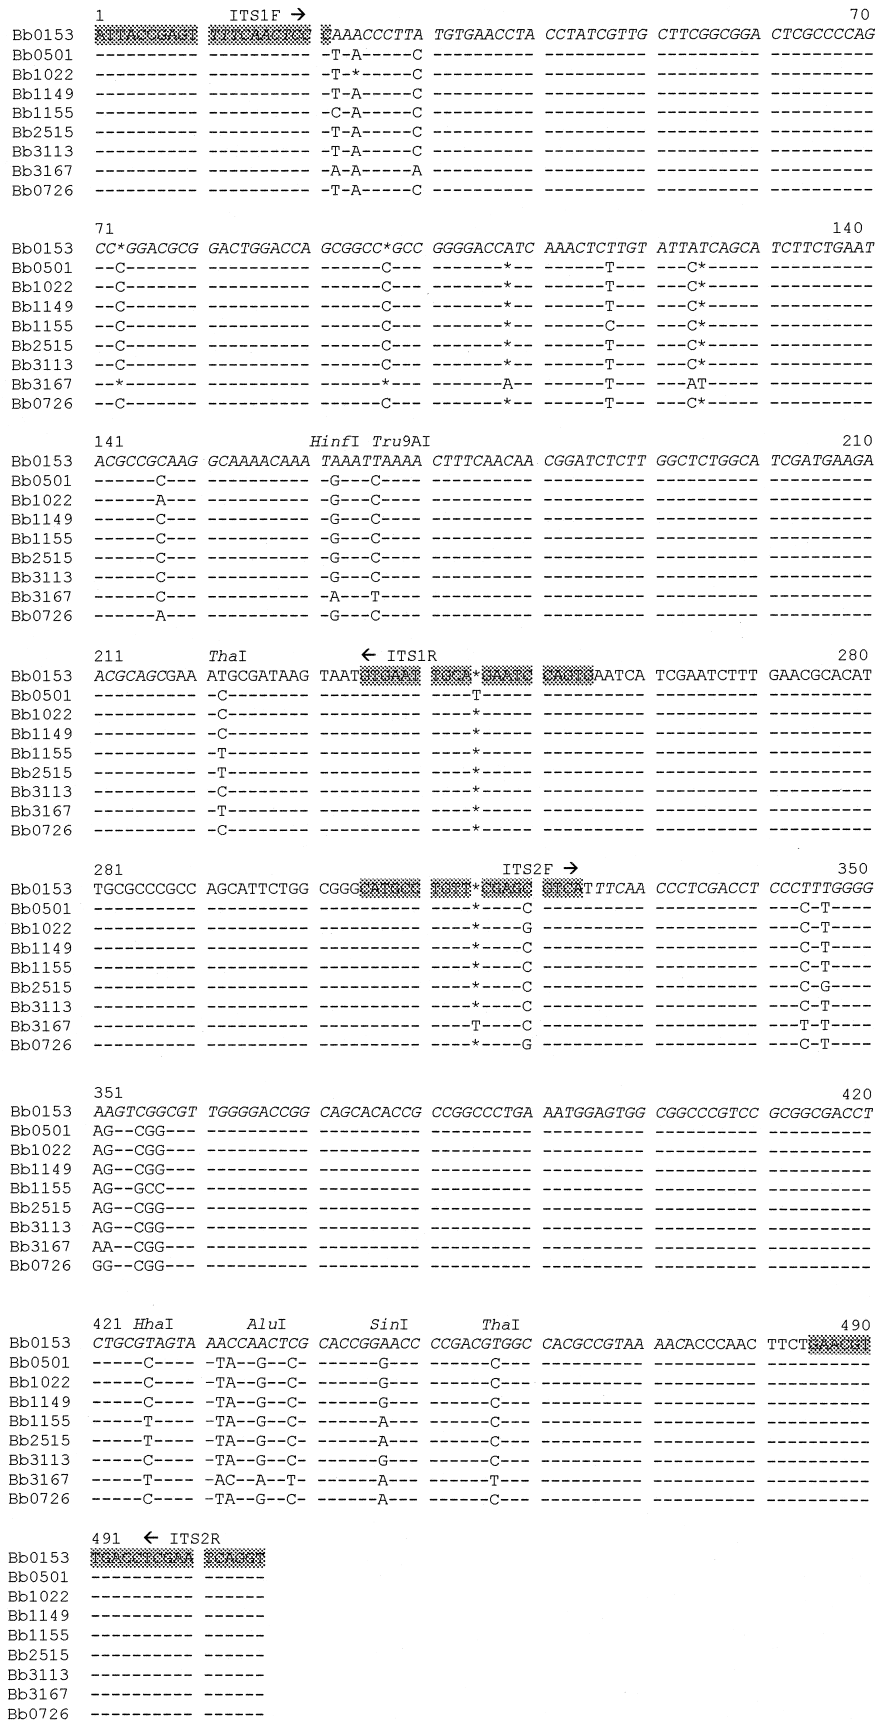 1 ITS1F → 70
Bb0153 ATTACCGAGT TTTCAACTCC CAAACCCTTA TGTGAACCTA CCTATCGTTG CTTCGGCGGA CTCGCCCCAG
Bb0501 ---------- ---------- -T-A-----C ---------- ---------- ---------- ----------
Bb1022 ---------- ---------- -T-*-----C ---------- ---------- ---------- ----------
Bb1149 ---------- ---------- -T-A-----C ---------- ---------- ---------- ----------
Bb1155 ---------- ---------- -C-A-----C ---------- ---------- ---------- ----------
Bb2515 ---------- ---------- -T-A-----C ---------- ---------- ---------- ----------
Bb3113 ---------- ---------- -T-A-----C ---------- ---------- ---------- ----------
Bb3167 ---------- ---------- -A-A-----A ---------- ---------- ---------- ----------
Bb0726 ---------- ---------- -T-A-----C ---------- ---------- ---------- ----------
71 140
Bb0153 CC*GGACGCG GACTGGACCA GCGGCC*GCC GGGGACCATC AAACTCTTGT ATTATCAGCA TCTTCTGAAT
Bb0501 --C------- ---------- ------C--- -------*-- ------T--- ---C*----- ----------
Bb1022 --C------- ---------- ------C--- -------*-- ------T--- ---C*----- ----------
Bb1149 --C------- ---------- ------C--- -------*-- ------T--- ---C*----- ----------
Bb1155 --C------- ---------- ------C--- -------*-- ------C--- ---C*----- ----------
Bb2515 --C------- ---------- ------C--- -------*-- ------T--- ---C*----- ----------
Bb3113 --C------- ---------- ------C--- -------*-- ------T--- ---C*----- ----------
Bb3167 --*------- ---------- ------*--- -------A-- ------T--- ---AT----- ----------
Bb0726 --C------- ---------- ------C--- -------*-- ------T--- ---C*----- ----------
141 HinfI Tru9AI 210
Bb0153 ACGCCGCAAG GCAAAACAAA TAAATTAAAA CTTTCAACAA CGGATCTCTT GGCTCTGGCA TCGATGAAGA
Bb0501 ------C--- ---------- -G---C---- ---------- ---------- ---------- ----------
Bb1022 ------A--- ---------- -G---C---- ---------- ---------- ---------- ----------
Bb1149 ------C--- ---------- -G---C---- ---------- ---------- ---------- ----------
Bb1155 ------C--- ---------- -G---C---- ---------- ---------- ---------- ----------
Bb2515 ------C--- ---------- -G---C---- ---------- ---------- ---------- ----------
Bb3113 ------C--- ---------- -G---C---- ---------- ---------- ---------- ----------
Bb3167 ------C--- ---------- -A---T---- ---------- ---------- ---------- ----------
Bb0726 ------A--- ---------- -G---C---- ---------- ---------- ---------- ----------
211 ThaI ← ITS1R 280
Bb0153 ACGCAGCGAA ATGCGATAAG TAATGTGAAT TGCA*GAATC CAGTGAATCA TCGAATCTTT GAACGCACAT
Bb0501 ---------- -C-------- ---------- ----T----- ---------- ---------- ----------
Bb1022 ---------- -C-------- ---------- ----*----- ---------- ---------- ----------
Bb1149 ---------- -C-------- ---------- ----*----- ---------- ---------- ----------
Bb1155 ---------- -T-------- ---------- ----*----- ---------- ---------- ----------
Bb2515 ---------- -T-------- ---------- ----*----- ---------- ---------- ----------
Bb3113 ---------- -C-------- ---------- ----*----- ---------- ---------- ----------
Bb3167 ---------- -T-------- ---------- ----*----- ---------- ---------- ----------
Bb0726 ---------- -C-------- ---------- ----*----- ---------- ---------- ----------
281 ITS2F → 350
Bb0153 TGCGCCCGCC AGCATTCTGG CGGGCATGCC TGTT*CGAGC GTCATTTCAA CCCTCGACCT CCCTTTGGGG
Bb0501 ---------- ---------- ---------- ----*----C ---------- ---------- ---C-T----
Bb1022 ---------- ---------- ---------- ----*----G ---------- ---------- ---C-T----
Bb1149 ---------- ---------- ---------- ----*----C ---------- ---------- ---C-T----
Bb1155 ---------- ---------- ---------- ----*----C ---------- ---------- ---C-T----
Bb2515 ---------- ---------- ---------- ----*----C ---------- ---------- ---C-G----
Bb3113 ---------- ---------- ---------- ----*----C ---------- ---------- ---C-T----
Bb3167 ---------- ---------- ---------- ----T----C ---------- ---------- ---T-T----
Bb0726 ---------- ---------- ---------- ----*----G ---------- ---------- ---C-T----
351 420
Bb0153 AAGTCGGCGT TGGGGACCGG CAGCACACCG CCGGCCCTGA AATGGAGTGG CGGCCCGTCC GCGGCGACCT
Bb0501 AG--CGG--- ---------- ---------- ---------- ---------- ---------- ----------
Bb1022 AG--CGG--- ---------- ---------- ---------- ---------- ---------- ----------
Bb1149 AG--CGG--- ---------- ---------- ---------- ---------- ---------- ----------
Bb1155 AG--GCC--- ---------- ---------- ---------- ---------- ---------- ----------
Bb2515 AG--CGG--- ---------- ---------- ---------- ---------- ---------- ----------
Bb3113 AG--CGG--- ---------- ---------- ---------- ---------- ---------- ----------
Bb3167 AA--CGG--- ---------- ---------- ---------- ---------- ---------- ----------
Bb0726 GG--CGG--- ---------- ---------- ---------- ---------- ---------- ----------
421 HhaI AluI SinI ThaI 490
Bb0153 CTGCGTAGTA AACCAACTCG CACCGGAACC CCGACGTGGC CACGCCGTAA AACACCCAAC TTCTGAACGT
Bb0501 -----C---- -TA--G--C- ------G--- ------C--- ---------- ---------- ----------
Bb1022 -----C---- -TA--G--C- ------G--- ------C--- ---------- ---------- ----------
Bb1149 -----C---- -TA--G--C- ------G--- ------C--- ---------- ---------- ----------
Bb1155 -----T---- -TA--G--C- ------A--- ------C--- ---------- ---------- ----------
Bb2515 -----T---- -TA--G--C- ------A--- ------C--- ---------- ---------- ----------
Bb3113 -----C---- -TA--G--C- ------G--- ------C--- ---------- ---------- ----------
Bb3167 -----T---- -AC--A--T- ------A--- ------T--- ---------- ---------- ----------
Bb0726 -----C---- -TA--G--C- ------A--- ------C--- ---------- ---------- ----------
491 ← ITS2R
Bb0153 TGAGCTCGAA TCAGGT
Bb0501 ---------- ------
Bb1022 ---------- ------
Bb1149 ---------- ------
Bb1155 ---------- ------
Bb2515 ---------- ------
Bb3113 ---------- ------
Bb3167 ---------- ------
Bb0726 ---------- ------